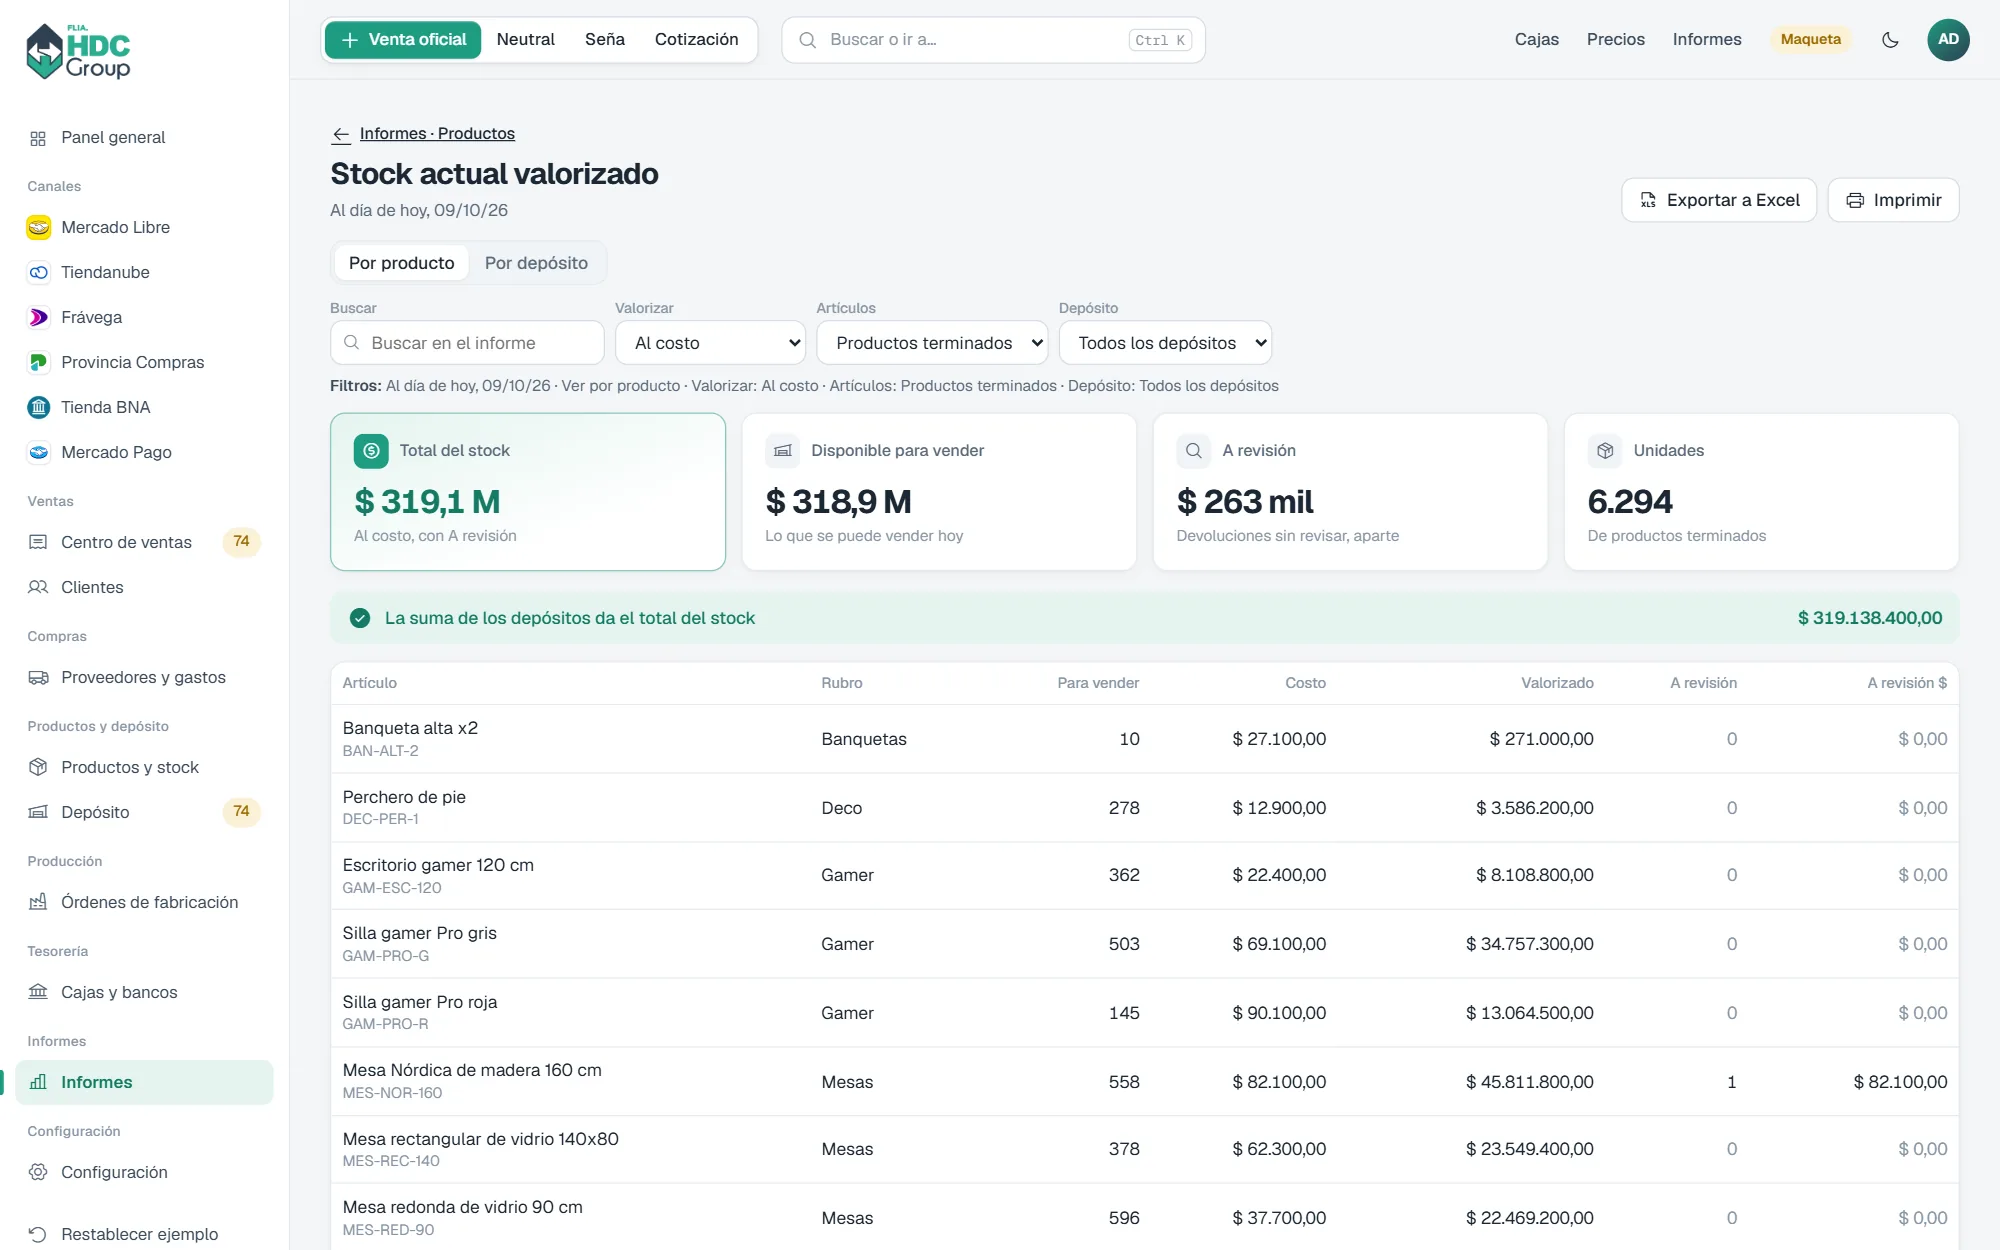 FLIA.
HDC
Group
Venta oficial
Neutral
Seña
Cotización
Buscar o ir a...
Ctrl K
Cajas
Precios
Informes
Maqueta
AD
Panel general
Canales
Mercado Libre
Tiendanube
Frávega
Provincia Compras
Tienda BNA
Mercado Pago
Ventas
Centro de ventas 74
Clientes
Compras
Proveedores y gastos
Productos y depósito
Productos y stock
Depósito 74
Producción
Órdenes de fabricación
Tesorería
Cajas y bancos
Informes
Informes
Configuración
Configuración
Restablecer ejemplo
Informes · Productos
Stock actual valorizado
Al día de hoy, 09/10/26
XLS Exportar a Excel
Imprimir
Por producto
Por depósito
Buscar
Valorizar
Artículos
Depósito
Buscar en el informe
Al costo
Productos terminados
Todos los depósitos
Filtros: Al día de hoy, 09/10/26 · Ver por producto · Valorizar: Al costo · Artículos: Productos terminados · Depósito: Todos los depósitos
Total del stock
$ 319,1 M
Al costo, con A revisión
Disponible para vender
$ 318,9 M
Lo que se puede vender hoy
A revisión
$ 263 mil
Devoluciones sin revisar, aparte
Unidades
6.294
De productos terminados
La suma de los depósitos da el total del stock $ 319.138.400,00
Artículo Rubro Para vender Costo Valorizado A revisión A revisión $
Banqueta alta x2
BAN-ALT-2
Banquetas 10 $ 27.100,00 $ 271.000,00 0 $ 0,00
Perchero de pie
DEC-PER-1
Deco 278 $ 12.900,00 $ 3.586.200,00 0 $ 0,00
Escritorio gamer 120 cm
GAM-ESC-120
Gamer 362 $ 22.400,00 $ 8.108.800,00 0 $ 0,00
Silla gamer Pro gris
GAM-PRO-G
Gamer 503 $ 69.100,00 $ 34.757.300,00 0 $ 0,00
Silla gamer Pro roja
GAM-PRO-R
Gamer 145 $ 90.100,00 $ 13.064.500,00 0 $ 0,00
Mesa Nórdica de madera 160 cm
MES-NOR-160
Mesas 558 $ 82.100,00 $ 45.811.800,00 1 $ 82.100,00
Mesa rectangular de vidrio 140x80
MES-REC-140
Mesas 378 $ 62.300,00 $ 23.549.400,00 0 $ 0,00
Mesa redonda de vidrio 90 cm
MES-RED-90
Mesas 596 $ 37.700,00 $ 22.469.200,00 0 $ 0,00